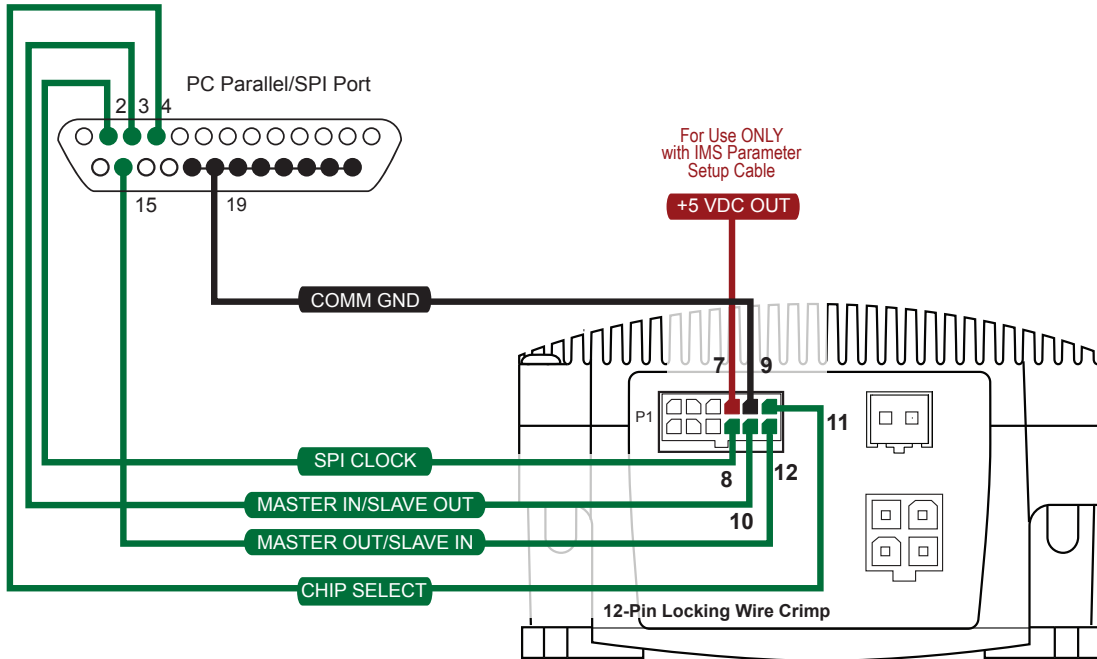 PC Parallel/SPI Port
2 3 4
15
19
For Use ONLY
with IMS Parameter
Setup Cable
+5 VDC OUT
COMM GND
7
9
P1
11
SPI CLOCK
8
12
MASTER IN/SLAVE OUT
10
MASTER OUT/SLAVE IN
CHIP SELECT
12-Pin Locking Wire Crimp